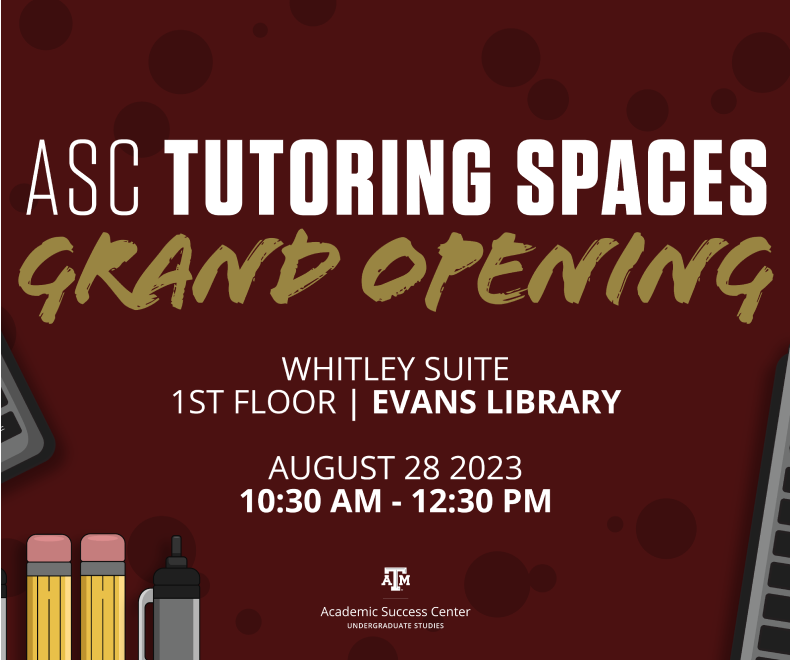 ASC TUTORING SPACES
GRAND OPENING
WHITLEY SUITE
1ST FLOOR | EVANS LIBRARY
AUGUST 28 2023
10:30 AM - 12:30 PM
ATM
Academic Success Center
UNDERGRADUATE STUDIES